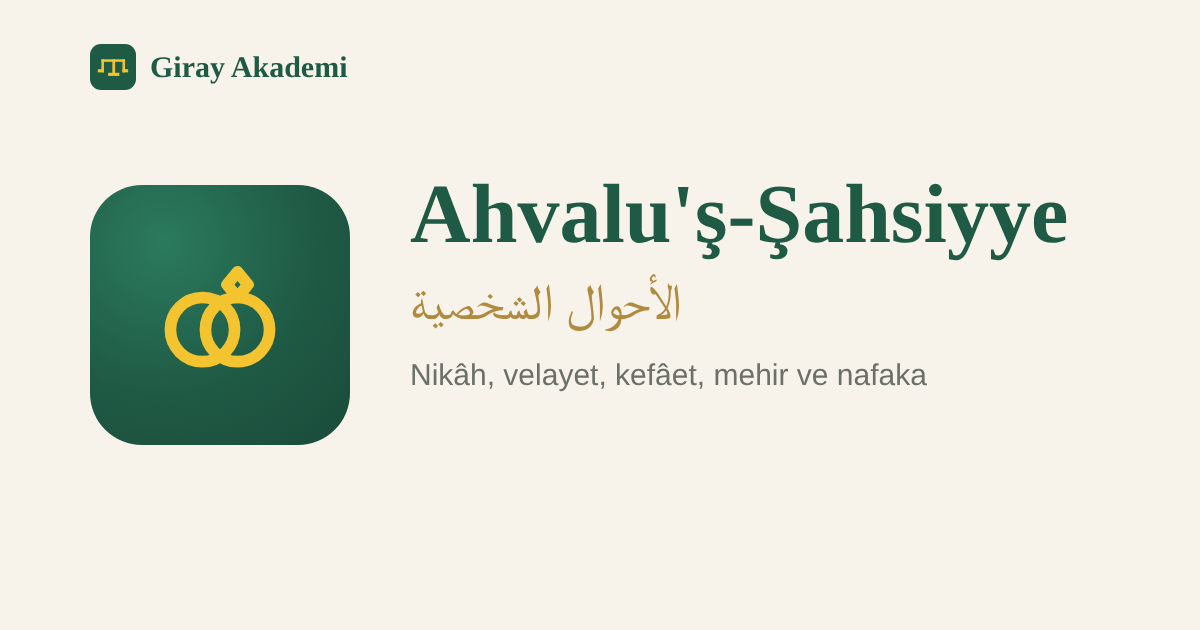 Giray Akademi
Ahvalu'ş-Şahsiyye
الأحوال الشخصية
Nikâh, velayet, kefâet, mehir ve nafaka